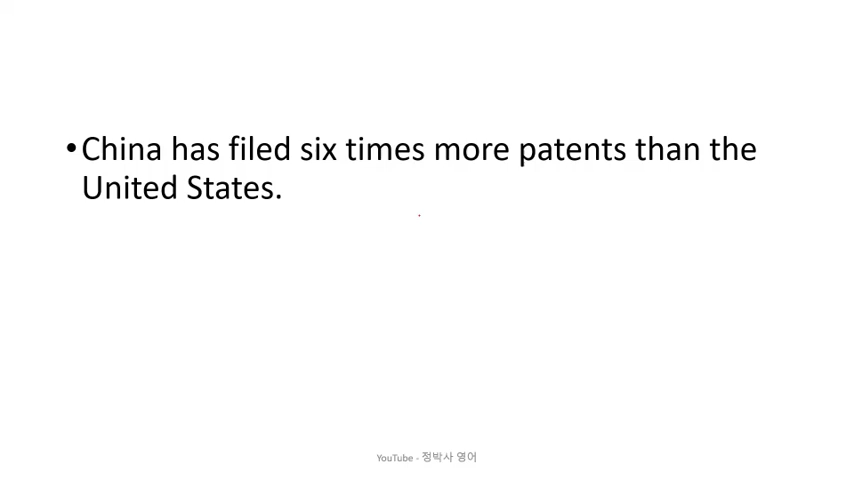 •China has filed six times more patents than the
United States.
YouTube - 정박사 영어